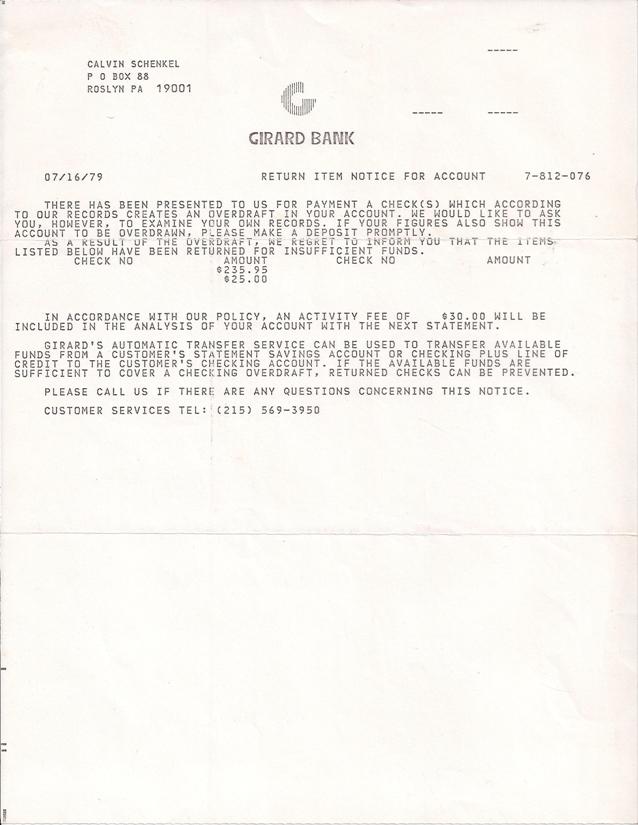 CALVIN SCHENKEL
P O BOX 88
ROSLYN PA 19001
GIRARD BANK
07/16/79 RETURN ITEM NOTICE FOR ACCOUNT 7-812-076
THERE HAS BEEN PRESENTED TO US FOR PAYMENT A CHECK(S) WHICH ACCORDING
TO OUR RECORDS CREATES AN OVERDRAFT IN YOUR ACCOUNT. WE WOULD LIKE TO ASK
YOU, HOWEVER, TO EXAMINE YOUR OWN RECORDS. IF YOUR FIGURES ALSO SHOW THIS
ACCOUNT TO BE OVERDRAWN, PLEASE MAKE A DEPOSIT PROMPTLY.
AS A RESULT OF THE OVERDRAFT, WE REGRET TO INFORM YOU THAT THE ITEMS
LISTED BELOW HAVE BEEN RETURNED FOR INSUFFICIENT FUNDS.
CHECK NO AMOUNT CHECK NO AMOUNT
$235.95
$25.00
IN ACCORDANCE WITH OUR POLICY, AN ACTIVITY FEE OF $30.00 WILL BE
INCLUDED IN THE ANALYSIS OF YOUR ACCOUNT WITH THE NEXT STATEMENT.
GIRARD'S AUTOMATIC TRANSFER SERVICE CAN BE USED TO TRANSFER AVAILABLE
FUNDS FROM A CUSTOMER'S STATEMENT SAVINGS ACCOUNT OR CHECKING PLUS LINE OF
CREDIT TO THE CUSTOMER'S CHECKING ACCOUNT. IF THE AVAILABLE FUNDS ARE
SUFFICIENT TO COVER A CHECKING OVERDRAFT, RETURNED CHECKS CAN BE PREVENTED.
PLEASE CALL US IF THERE ARE ANY QUESTIONS CONCERNING THIS NOTICE.
CUSTOMER SERVICES TEL: (215) 569-3950